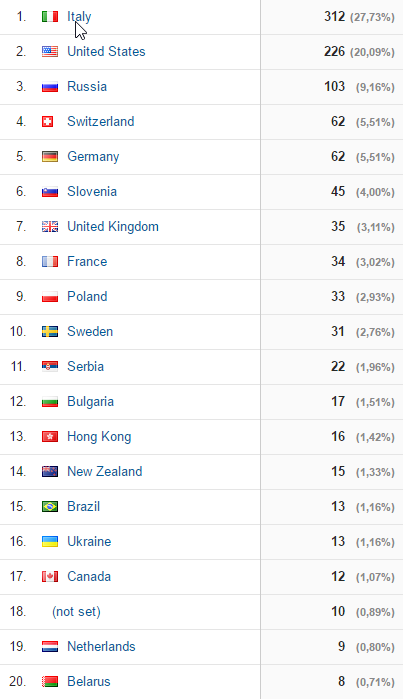 1. Italy 312 (27,73%)
2. United States 226 (20,09%)
3. Russia 103 (9,16%)
4. Switzerland 62 (5,51%)
5. Germany 62 (5,51%)
6. Slovenia 45 (4,00%)
7. United Kingdom 35 (3,11%)
8. France 34 (3,02%)
9. Poland 33 (2,93%)
10. Sweden 31 (2,76%)
11. Serbia 22 (1,96%)
12. Bulgaria 17 (1,51%)
13. Hong Kong 16 (1,42%)
14. New Zealand 15 (1,33%)
15. Brazil 13 (1,16%)
16. Ukraine 13 (1,16%)
17. Canada 12 (1,07%)
18. (not set) 10 (0,89%)
19. Netherlands 9 (0,80%)
20. Belarus 8 (0,71%)